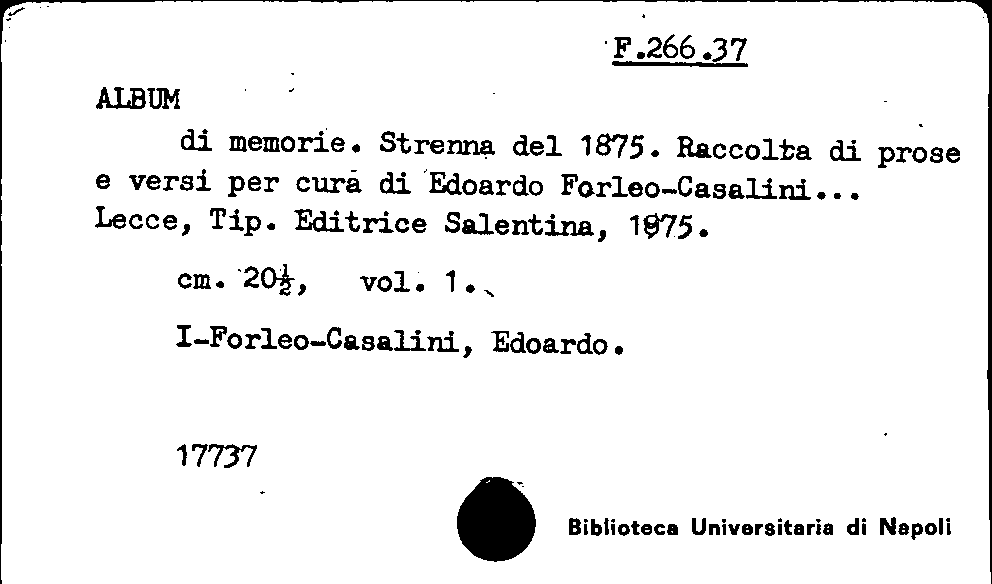 F.266.37
ALBUM
di memorie. Strenna del 1875. Raccolta di prose
e versi per cura di Edoardo Forleo-Casalini...
Lecce, Tip. Editrice Salentina, 1875.
cm. 20½, vol. 1.
I-Forleo-Casalini, Edoardo.
17737
Biblioteca Universitaria di Napoli